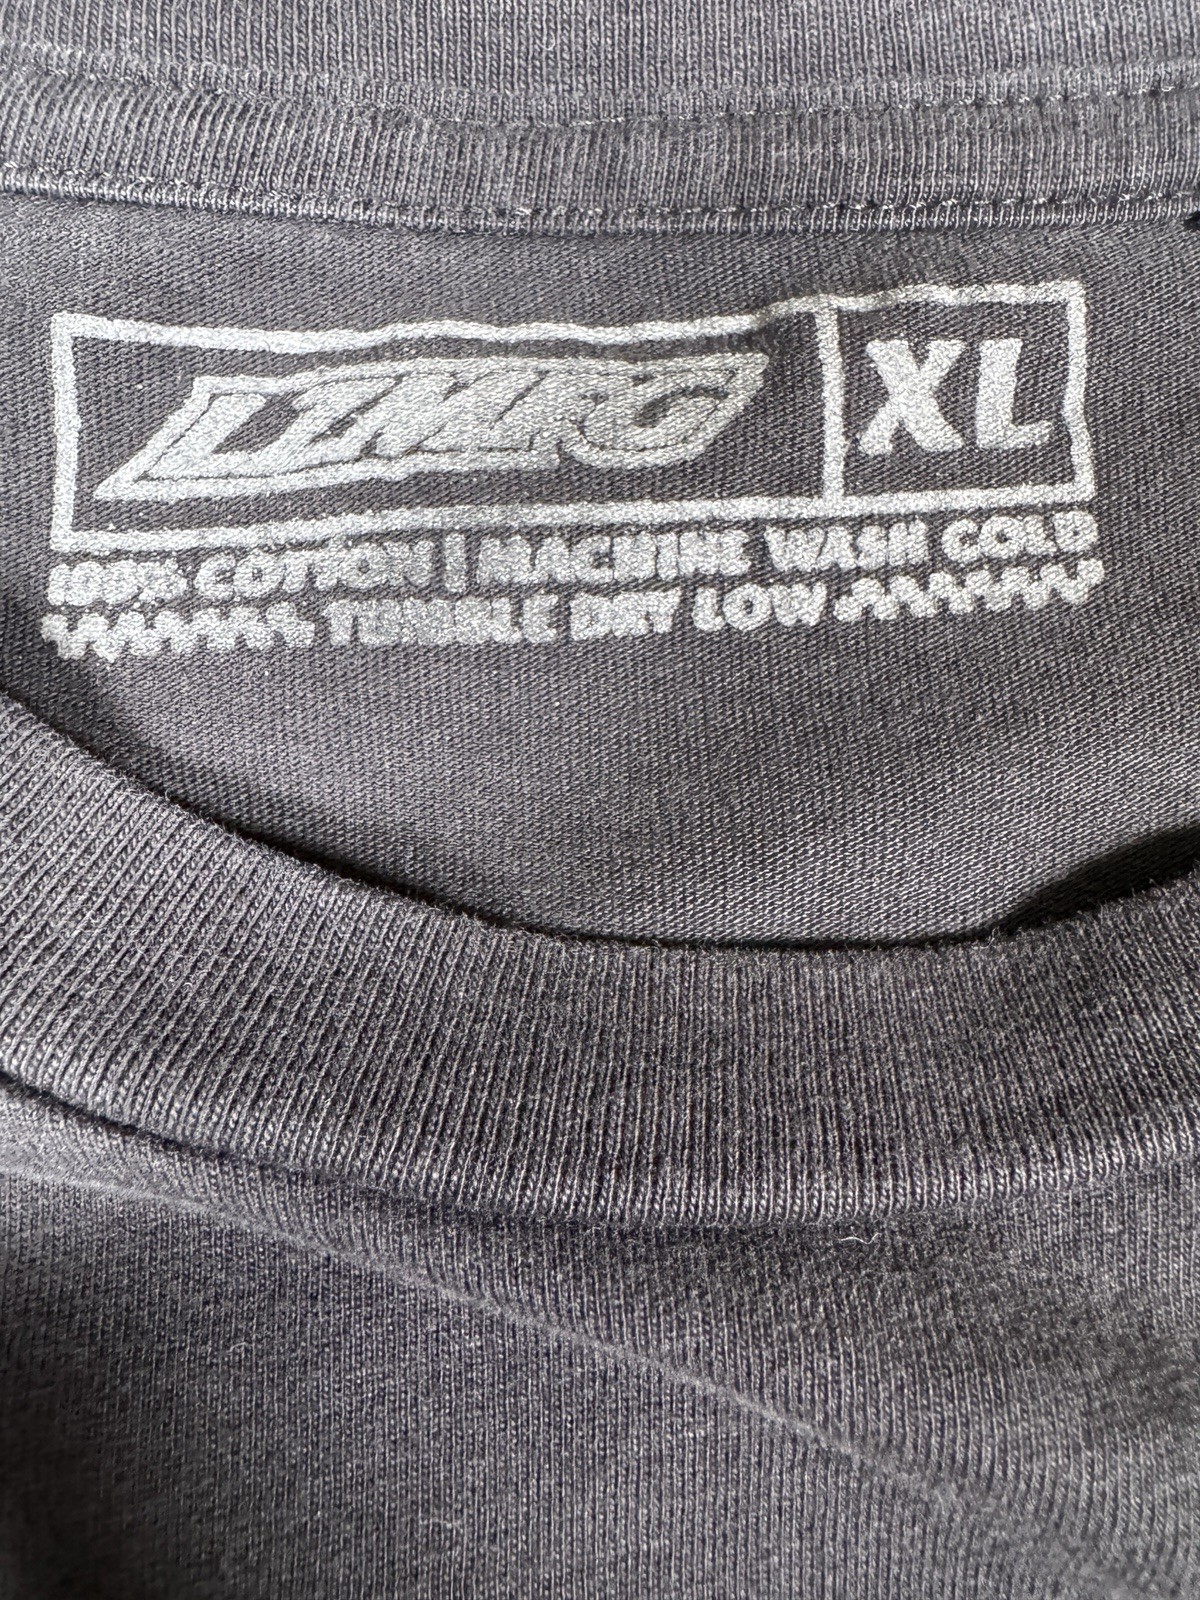 XL
100% COTTON | MACHINE WASH COLD
TUMBLE DRY LOW